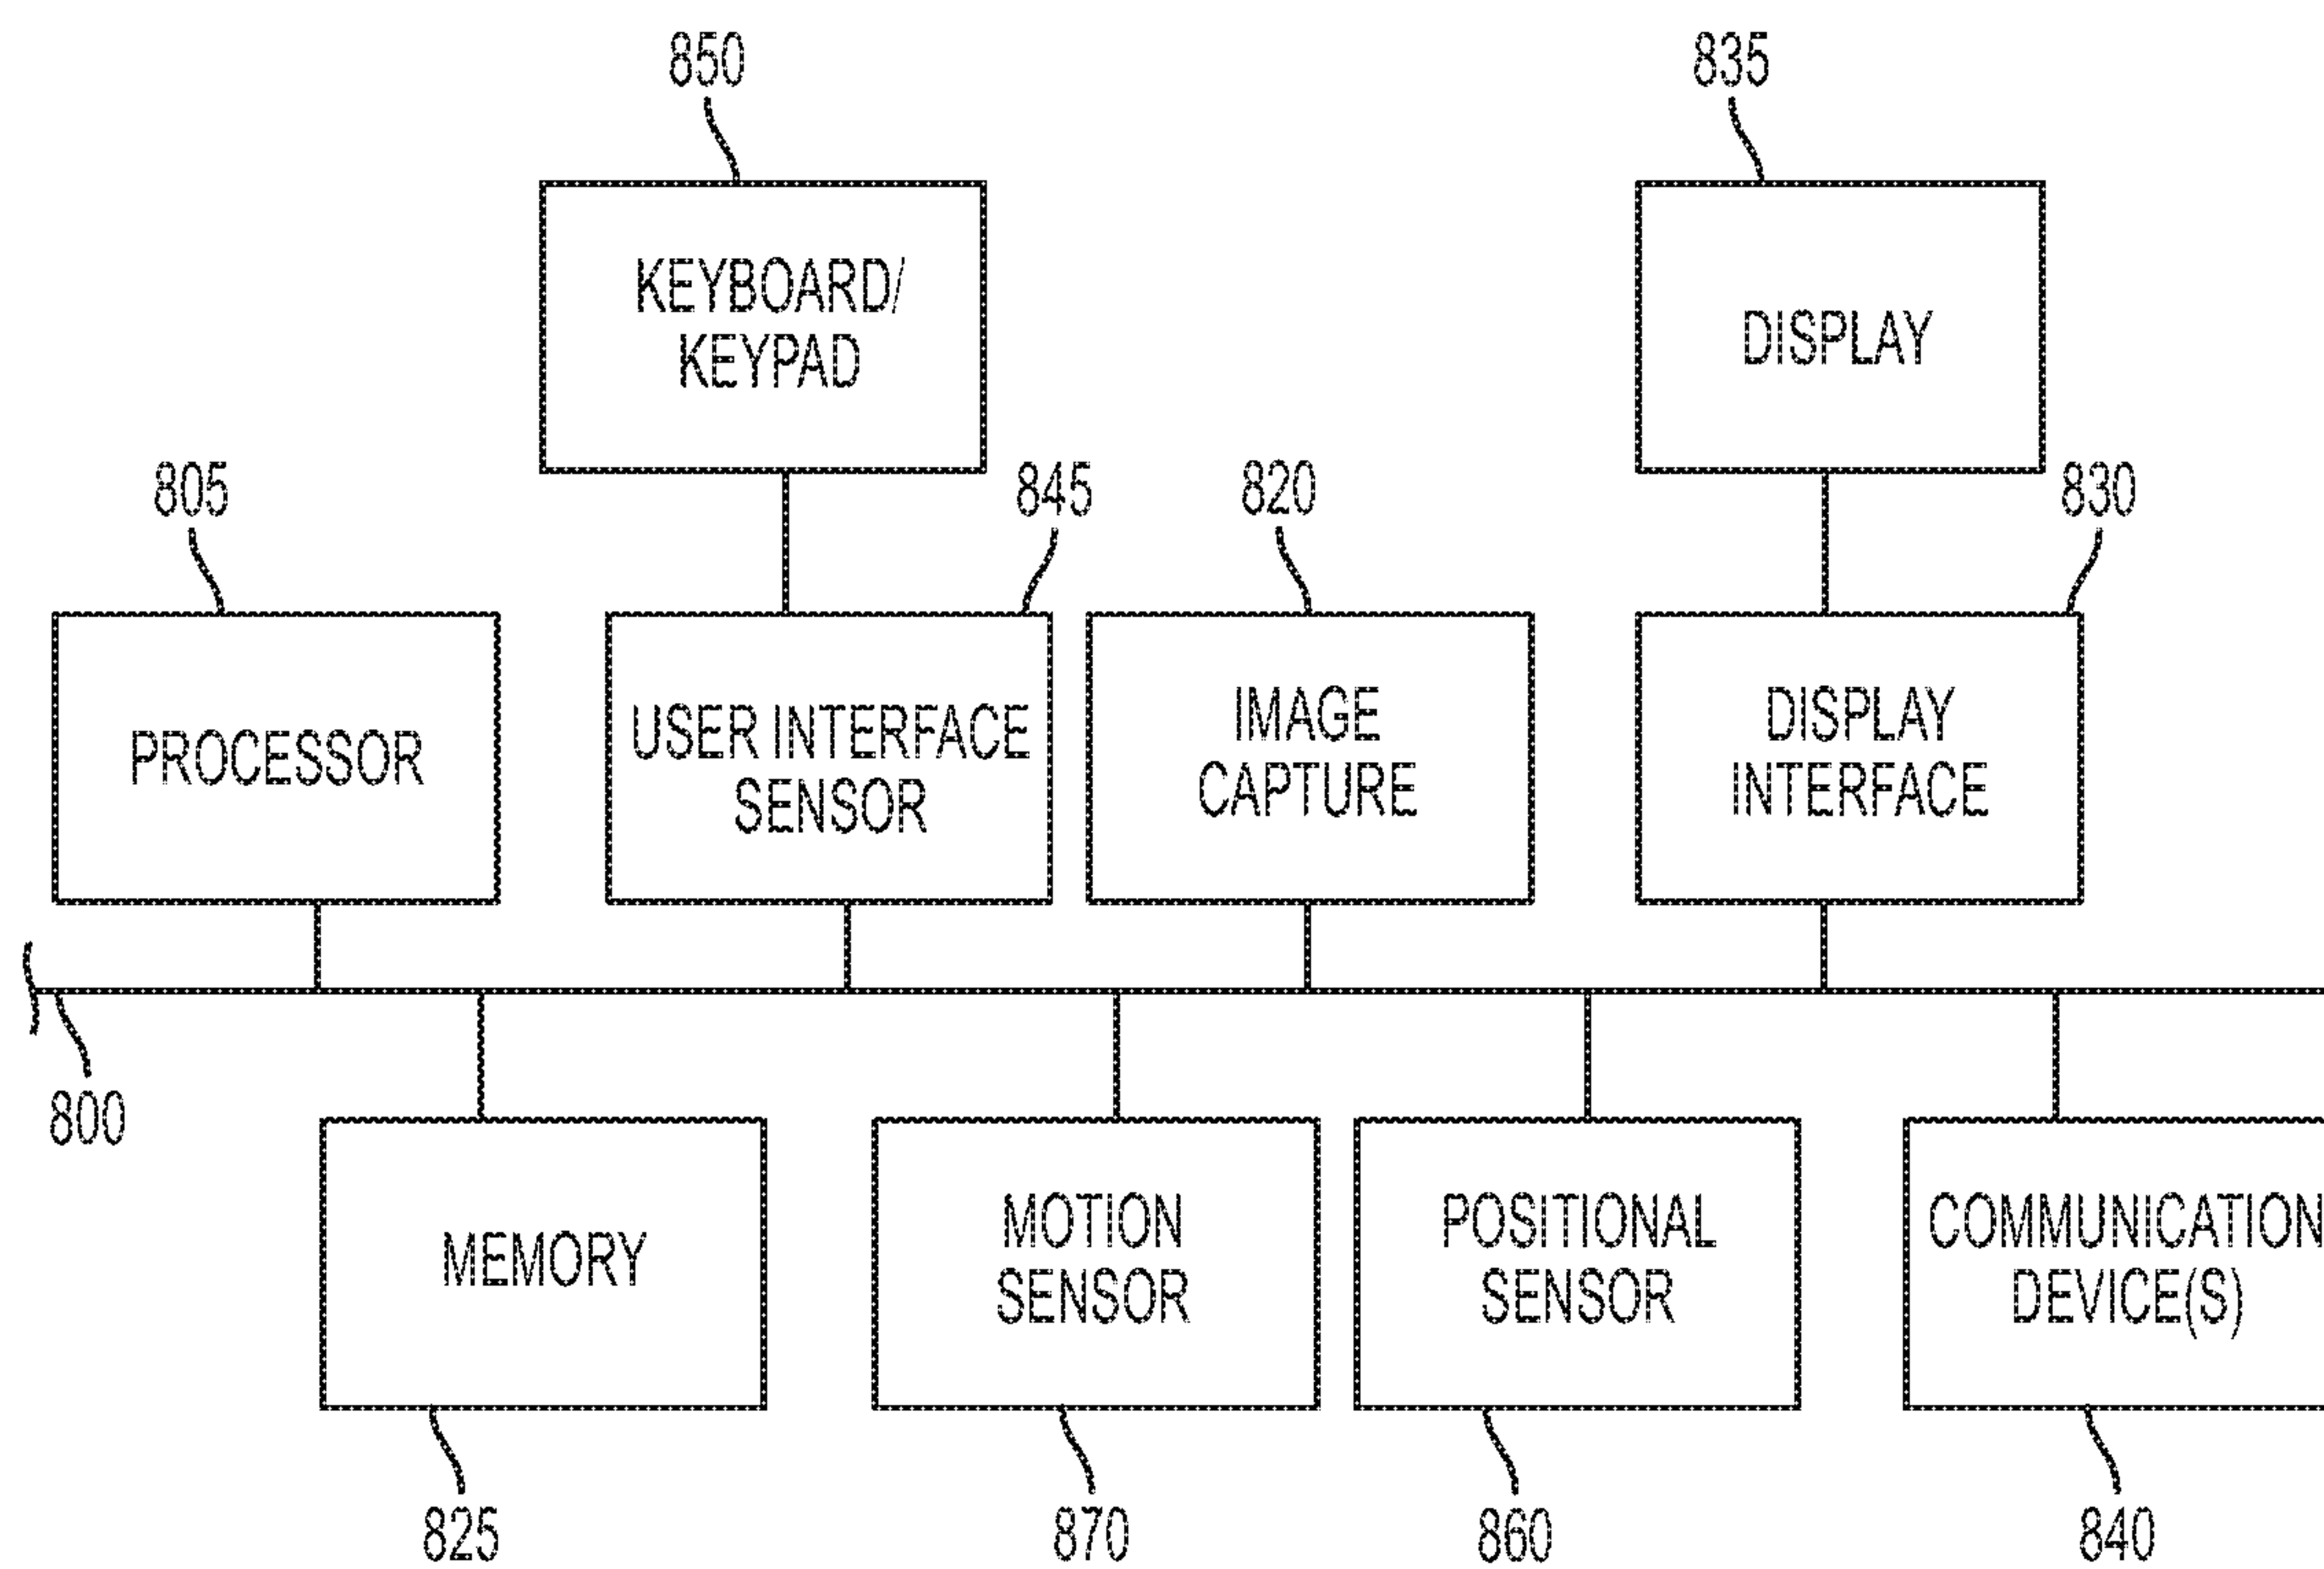 850
835
KEYBOARD/
KEYPAD
DISPLAY
805
845
820
830
PROCESSOR
USER INTERFACE
SENSOR
IMAGE
CAPTURE
DISPLAY
INTERFACE
800
MEMORY
MOTION
SENSOR
POSITIONAL
SENSOR
COMMUNICATION
DEVICE(S)
825
870
860
840